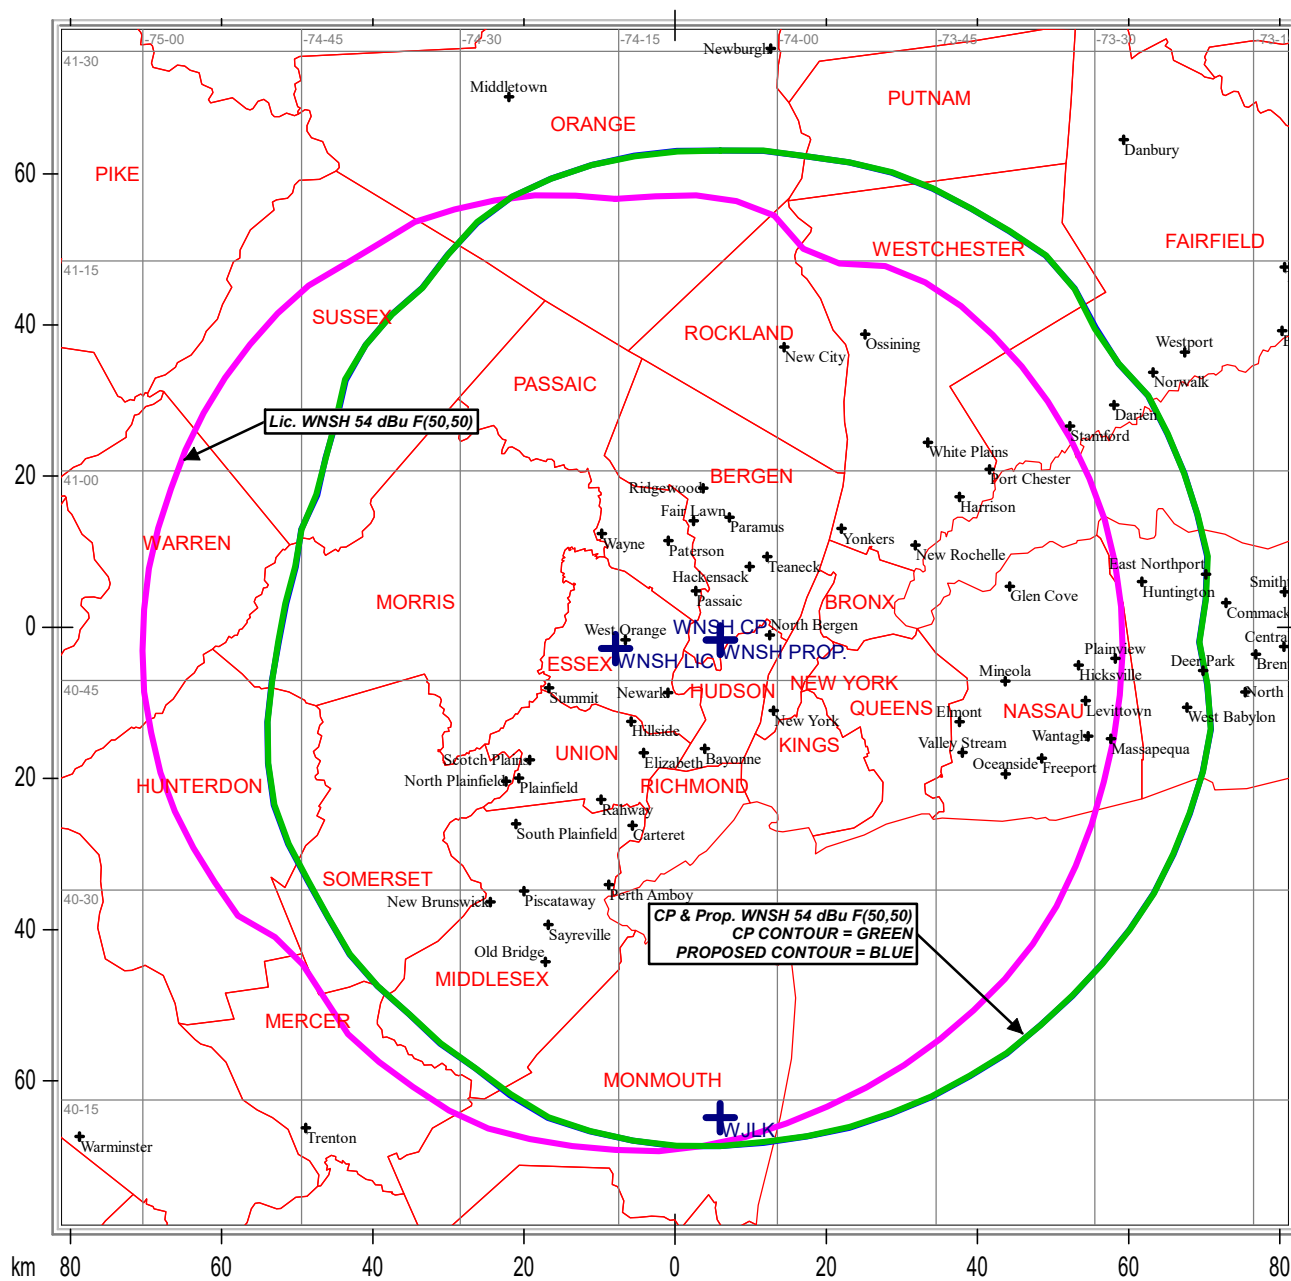 -75-00
-74-45
-74-30
-74-15
-74-00
-73-45
-73-30
41-30
Newburgh
Middletown
PUTNAM
ORANGE
Danbury
PIKE
60
WESTCHESTER
FAIRFIELD
41-15
SUSSEX
40
ROCKLAND
Ossining
New City
Westport
Norwalk
PASSAIC
Darien
Lic. WNSH 54 dBu F(50,50)
Stamford
White Plains
20
41-00
BERGEN
Port Chester
Ridgewood
Harrison
Fair Lawn
Paramus
WARREN
Wayne
Paterson
Yonkers
New Rochelle
Teaneck
East Northport
Hackensack
Huntington
Smith
Glen Cove
MORRIS
Passaic
BRONX
Commack
0
West Orange
WNSH CP
North Bergen
Centra
WNSH LIC
WNSH PROP.
Plainview
Deer Park
Bren
ESSEX
Mineola
Hicksville
40-45
Summit
Newark
HUDSON
NEW YORK
North
QUEENS
Elmont
NASSAU
Levittown
West Babylon
Hillside
New York
Wantagh
Massapequa
UNION
KINGS
Valley Stream
Scotch Plains
Elizabeth
Bayonne
Oceanside
Freeport
20
North Plainfield
Plainfield
HUNTERDON
RICHMOND
Rahway
South Plainfield
Carteret
SOMERSET
40-30
New Brunswick
Piscataway
Perth Amboy
CP & Prop. WNSH 54 dBu F(50,50)
CP CONTOUR = GREEN
PROPOSED CONTOUR = BLUE
40
Sayreville
Old Bridge
MIDDLESEX
MERCER
60
MONMOUTH
40-15
WJLK
Trenton
Warminster
km
80
60
40
20
0
20
40
60
80